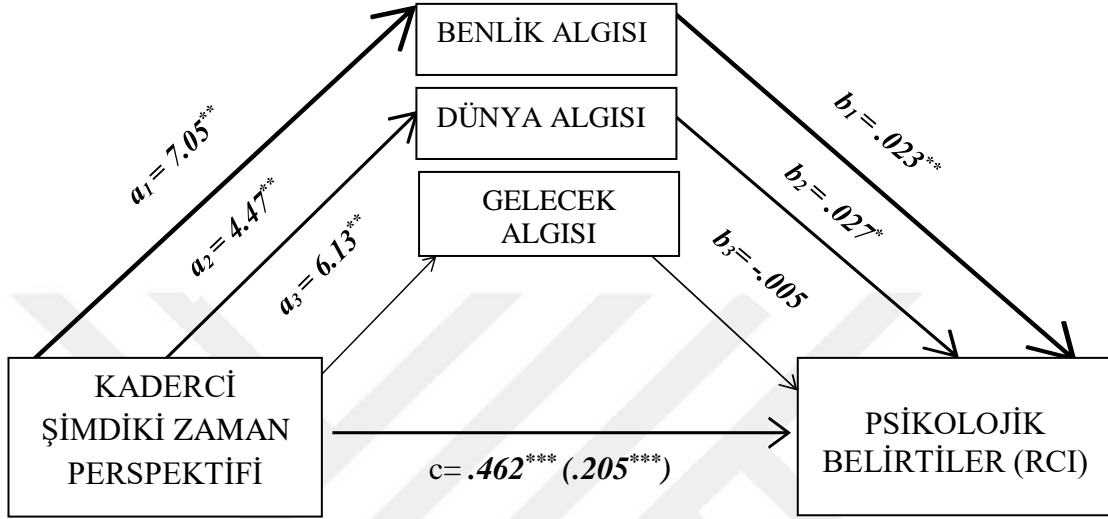 BENLİK ALGISI
DÜNYA ALGISI
GELECEK
ALGISI
a₁ = 7.05**
a₂ = 4.47**
a₃ = 6.13**
b₁ = .023**
b₂ = .027*
b₃= -.005
KADERCİ
ŞİMDİKİ ZAMAN
PERSPEKTİFİ
c= .462*** (.205***)
PSİKOLOJİK
BELİRTİLER (RCI)